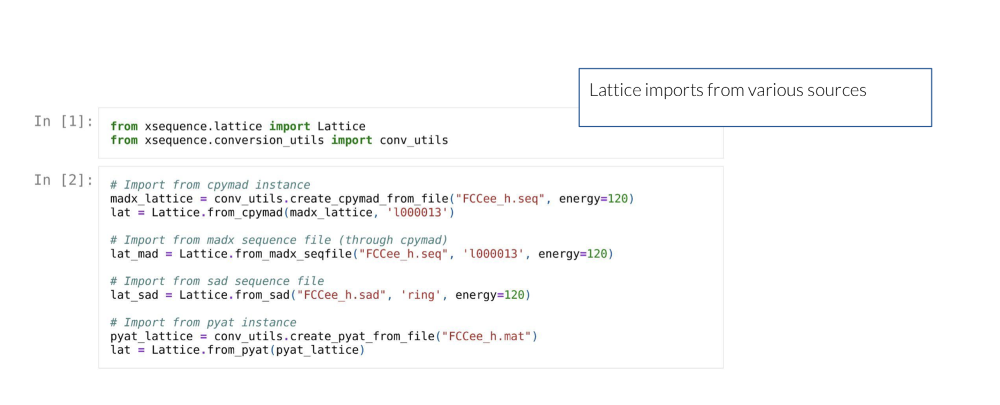 Lattice imports from various sources
In [1]:
from xsequence.lattice import Lattice
from xsequence.conversion_utils import conv_utils
In [2]:
# Import from cpymad instance
madx_lattice = conv_utils.create_cpymad_from_file("FCCee_h.seq", energy=120)
lat = Lattice.from_cpymad(madx_lattice, 'l000013')
# Import from madx sequence file (through cpymad)
lat_mad = Lattice.from_madx_seqfile("FCCee_h.seq", 'l000013', energy=120)
# Import from sad sequence file
lat_sad = Lattice.from_sad("FCCee_h.sad", 'ring', energy=120)
# Import from pyat instance
pyat_lattice = conv_utils.create_pyat_from_file("FCCee_h.mat")
lat = Lattice.from_pyat(pyat_lattice)